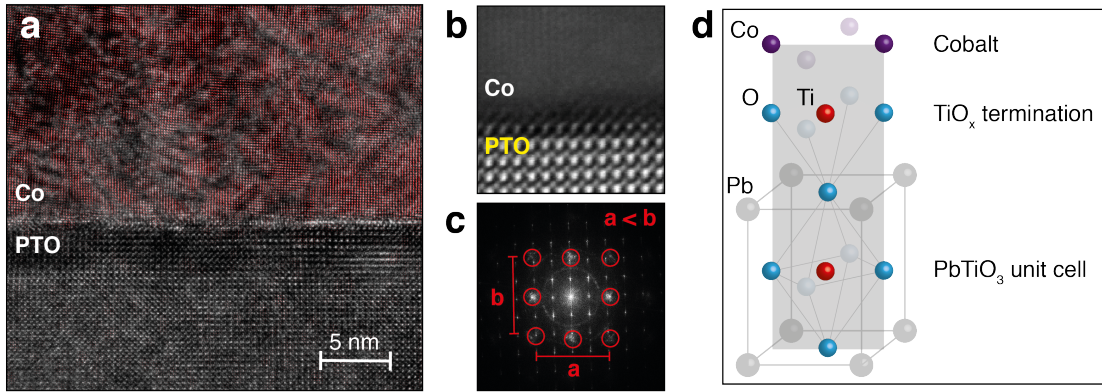 a
Co
PTO
5 nm
b
Co
PTO
c
a < b
b
a
d
Co
Cobalt
O
Ti
TiOₓ termination
Pb
PbTiO₃ unit cell